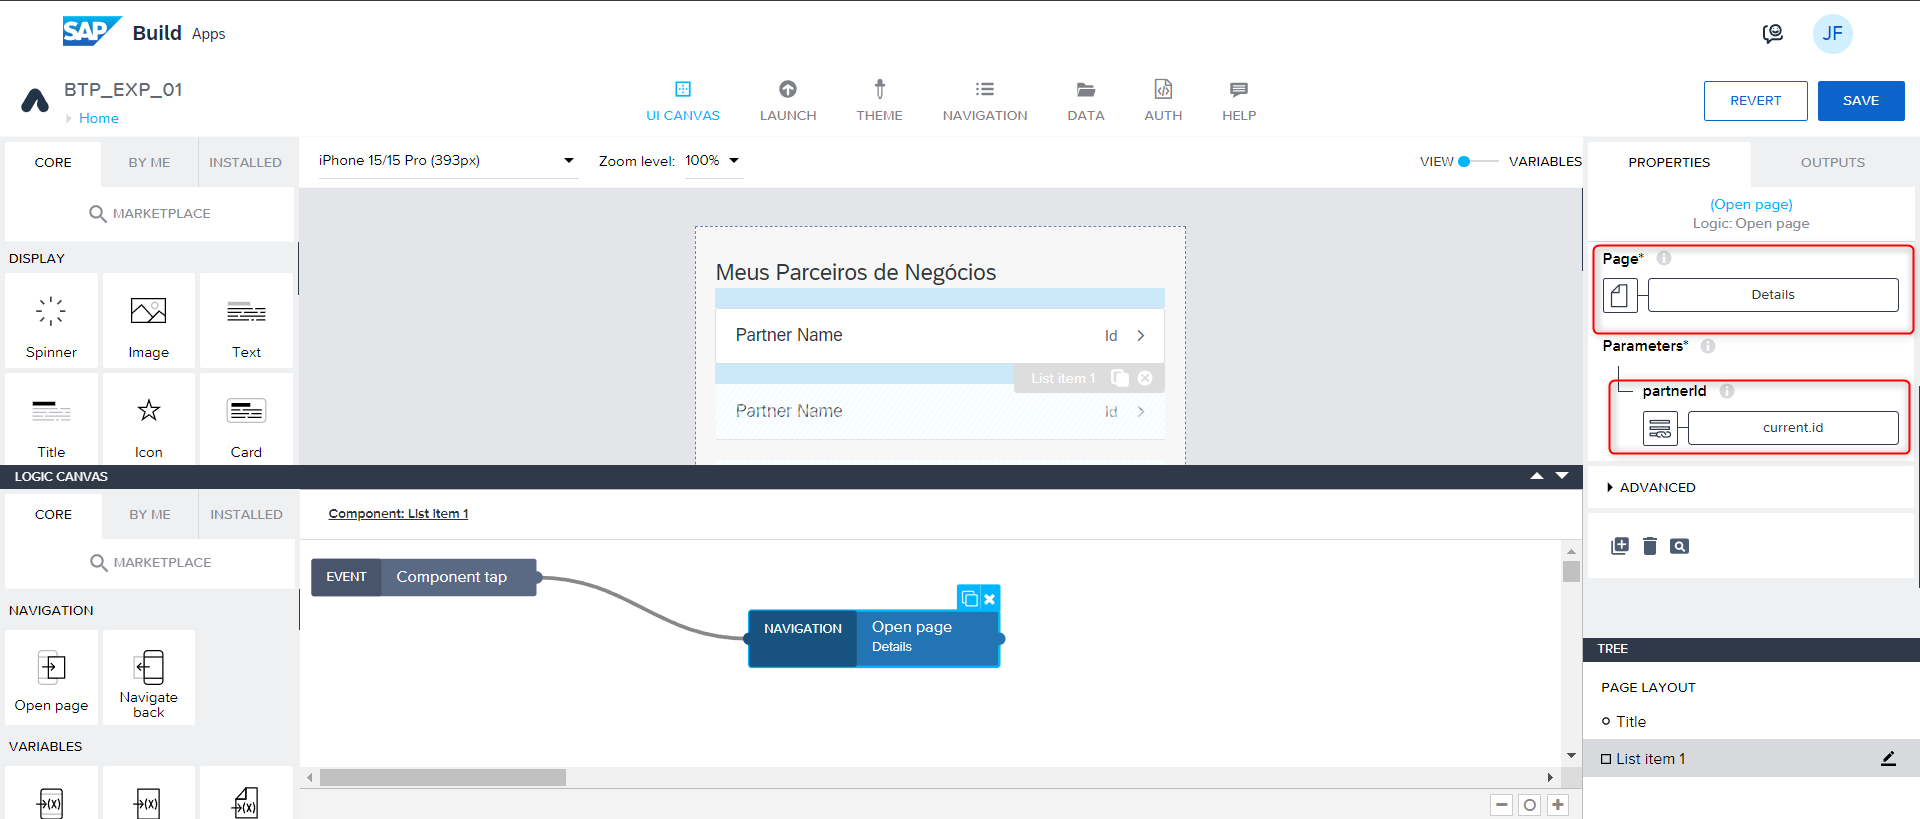 SAP Build Apps
JF
BTP_EXP_01
Home
UI CANVAS
LAUNCH
THEME
NAVIGATION
DATA
AUTH
HELP
REVERT
SAVE
CORE
BY ME
INSTALLED
MARKETPLACE
DISPLAY
Spinner
Image
Text
Title
Icon
Card
iPhone 15/15 Pro (393px)
Zoom level: 100%
VIEW
VARIABLES
Meus Parceiros de Negócios
Partner Name
Id
List item 1
Partner Name
Id
PROPERTIES
OUTPUTS
(Open page)
Logic: Open page
Page*
Details
Parameters*
partnerId
current.id
ADVANCED
LOGIC CANVAS
CORE
BY ME
INSTALLED
MARKETPLACE
NAVIGATION
Open page
Navigate
back
VARIABLES
Component: List Item 1
EVENT
Component tap
NAVIGATION
Open page
Details
TREE
PAGE LAYOUT
Title
List item 1